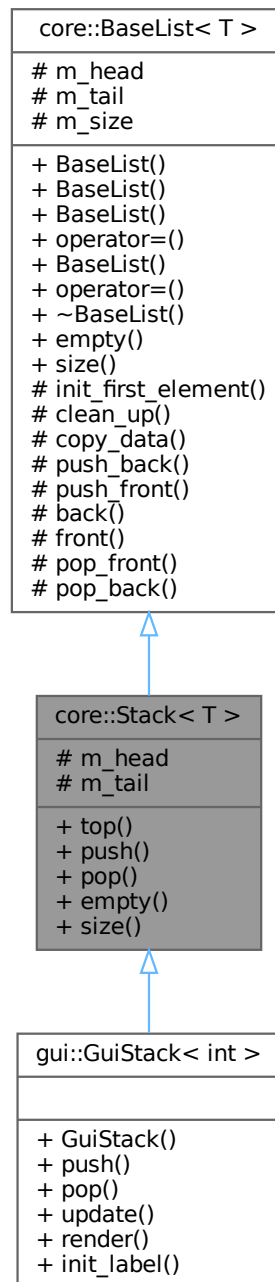 core::BaseList< T >
# m_head
# m_tail
# m_size
+ BaseList()
+ BaseList()
+ BaseList()
+ operator=()
+ BaseList()
+ operator=()
+ ~BaseList()
+ empty()
+ size()
# init_first_element()
# clean_up()
# copy_data()
# push_back()
# push_front()
# back()
# front()
# pop_front()
# pop_back()
core::Stack< T >
# m_head
# m_tail
+ top()
+ push()
+ pop()
+ empty()
+ size()
gui::GuiStack< int >
+ GuiStack()
+ push()
+ pop()
+ update()
+ render()
+ init_label()